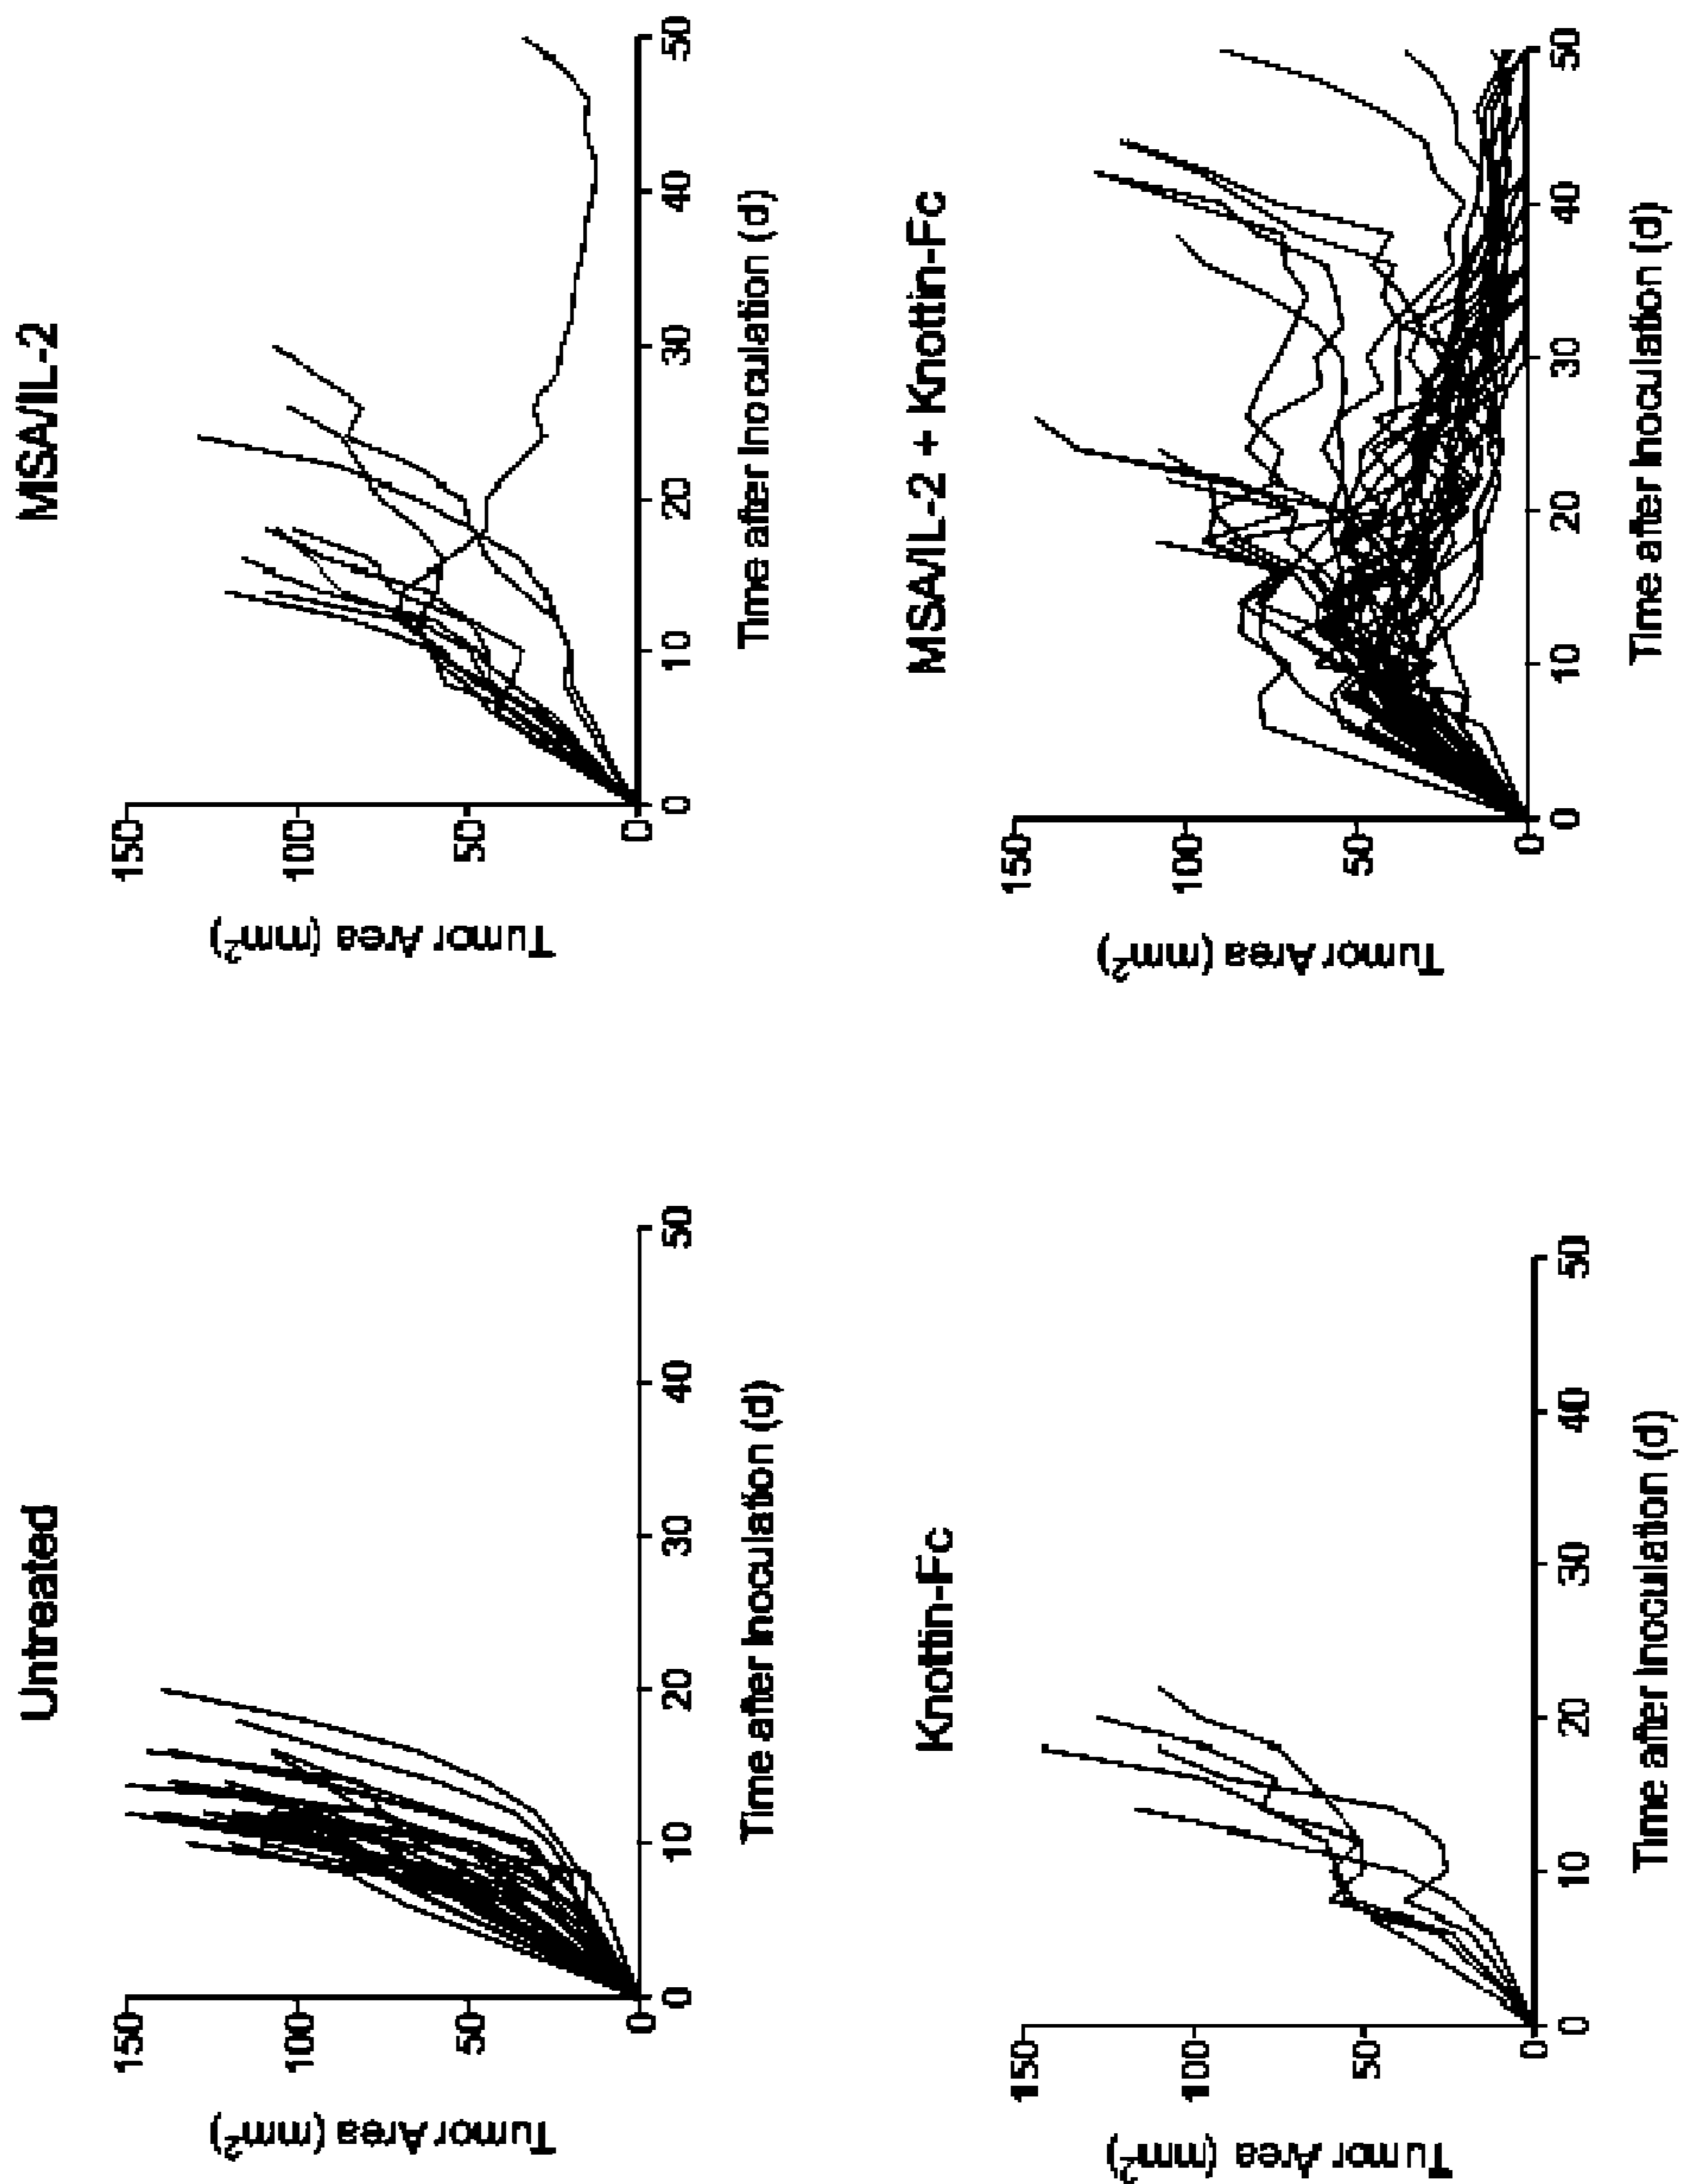 Untreated
Tumor Area (mm²)
150
100
50
0
0 10 20 30 40 50
Time after Inoculation (d)
MSA/IL-2
Tumor Area (mm²)
150
100
50
0
0 10 20 30 40 50
Time after Inoculation (d)
Knottin-Fc
Tumor Area (mm²)
150
100
50
0
0 10 20 30 40 50
Time after Inoculation (d)
MSA/IL-2 + Knottin-Fc
Tumor Area (mm²)
150
100
50
0
0 10 20 30 40 50
Time after Inoculation (d)